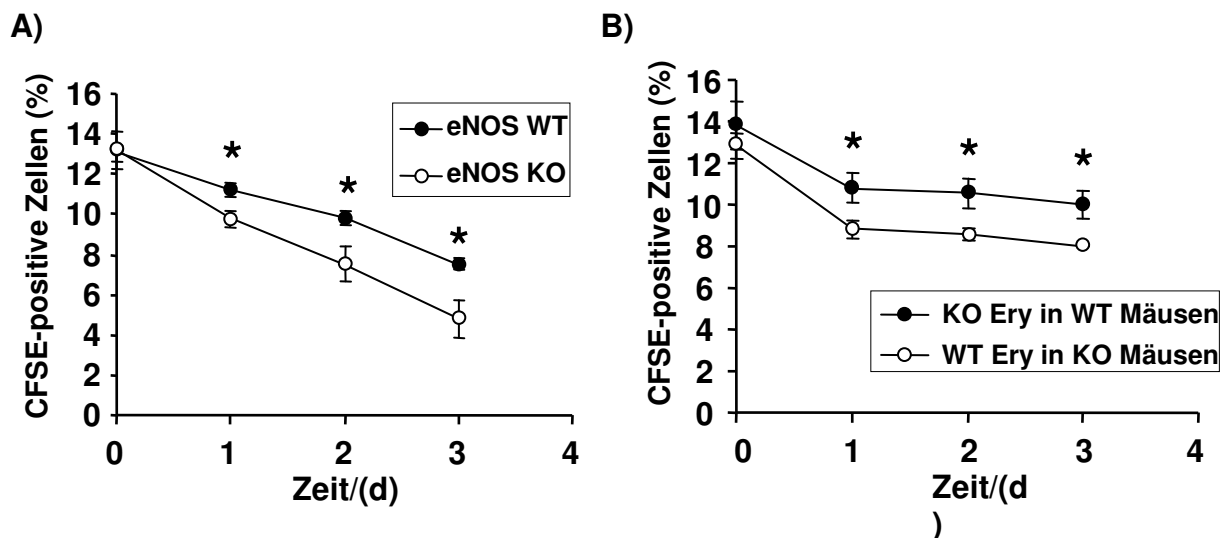 A)
CFSE-positive Zellen (%)
16
14
12
10
8
6
4
2
0
0 1 2 3 4
Zeit/(d)
eNOS WT
eNOS KO
*
*
*
B)
CFSE-positive Zellen (%)
16
14
12
10
8
6
4
2
0
0 1 2 3 4
Zeit/(d
)
KO Ery in WT Mäusen
WT Ery in KO Mäusen
*
*
*